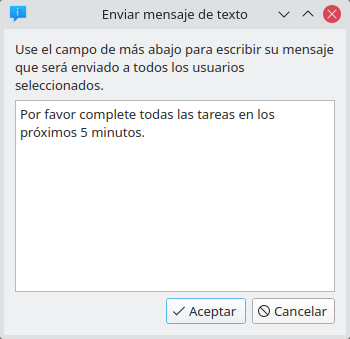 Enviar mensaje de texto
Use el campo de más abajo para escribir su mensaje
que será enviado a todos los usuarios
seleccionados.
Por favor complete todas las tareas en los
próximos 5 minutos.
Aceptar
Cancelar